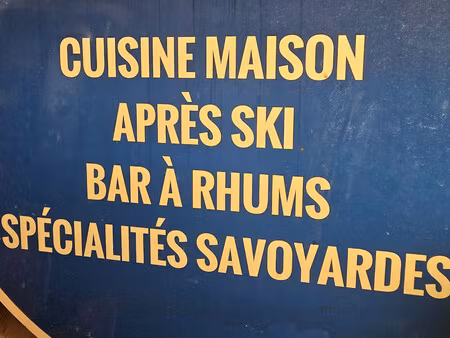 CUISINE MAISON
APRÈS SKI
BAR À RHUMS
SPÉCIALITÉS SAVOYARDES